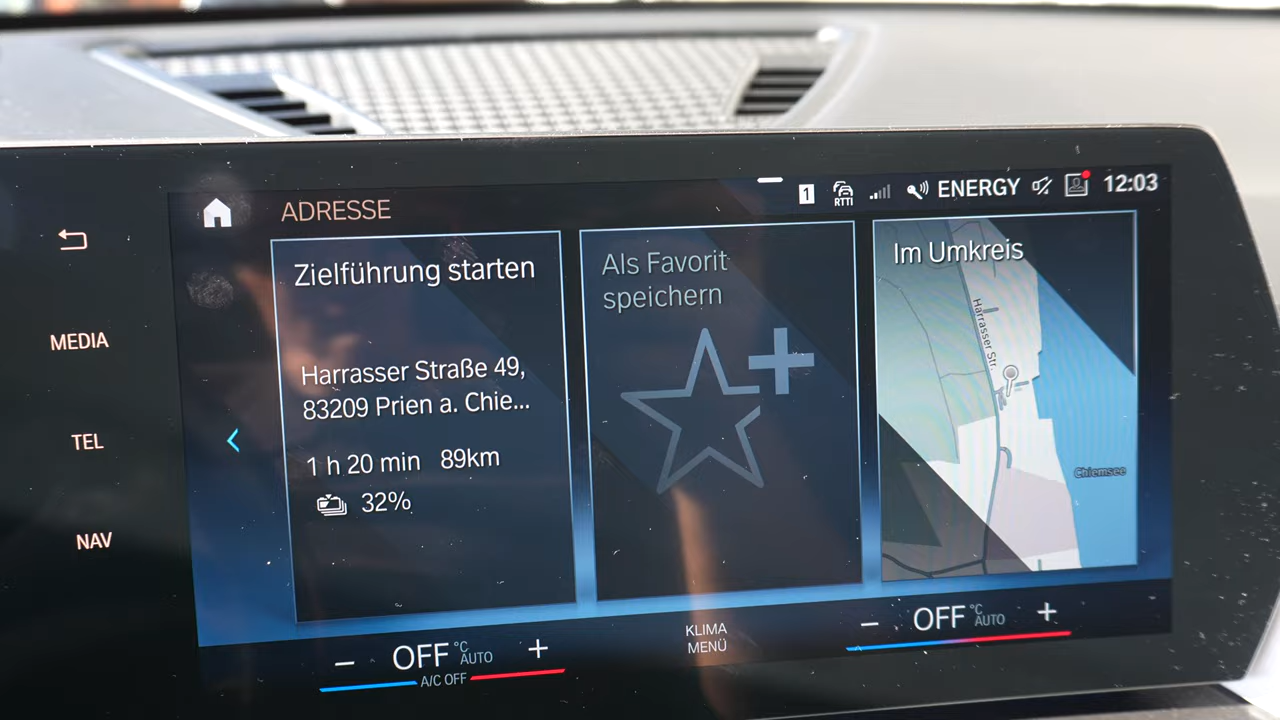 1 RTTI ENERGY 12:03
ADRESSE
MEDIA
TEL
NAV
Zielführung starten
Harrasser Straße 49,
83209 Prien a. Chie...
1 h 20 min 89km
32%
Als Favorit
speichern
Im Umkreis
Harrasser Str.
Chiemsee
- OFF °C AUTO +
A/C OFF
KLIMA
MENÜ
- OFF °C AUTO +